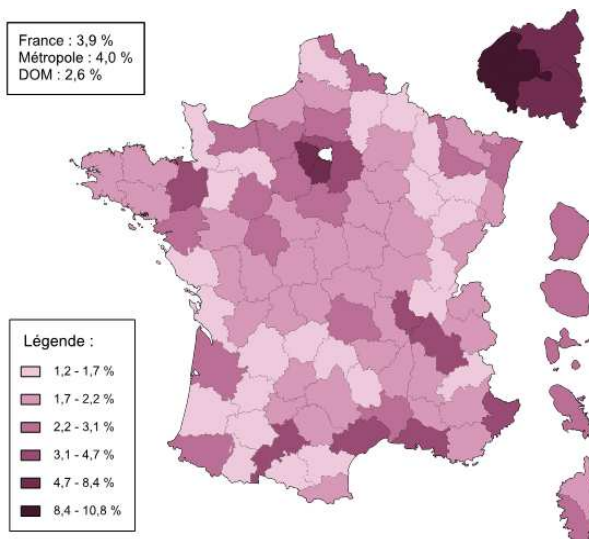 France : 3,9 %
Métropole : 4,0 %
DOM : 2,6 %
Légende :
1,2 - 1,7 %
1,7 - 2,2 %
2,2 - 3,1 %
3,1 - 4,7 %
4,7 - 8,4 %
8,4 - 10,8 %